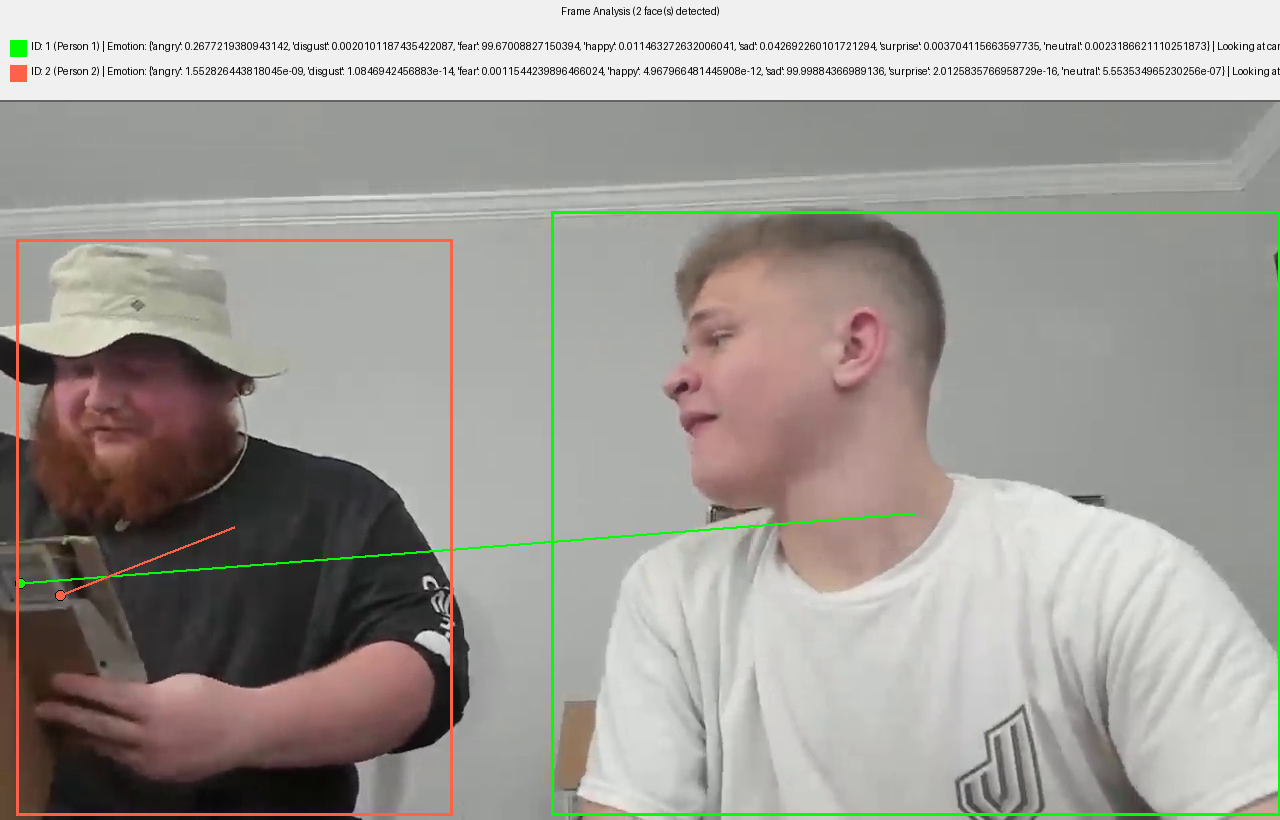 Frame Analysis (2 face(s) detected)
ID: 1 (Person 1) | Emotion: {'angry': 0.2677219380943142, 'disgust': 0.0020101187435422087, 'fear': 99.67008827150394, 'happy': 0.011463272632006041, 'sad': 0.042692260101721294, 'surprise': 0.003704115663597735, 'neutral': 0.0023186621110251873} | Looking at car
ID: 2 (Person 2) | Emotion: {'angry': 1.552826443818045e-09, 'disgust': 1.0846942456883e-14, 'fear': 0.0011544239896466024, 'happy': 4.967966481445908e-12, 'sad': 99.99884366989136, 'surprise': 2.0125835766958729e-16, 'neutral': 5.553534965230256e-07} | Looking at